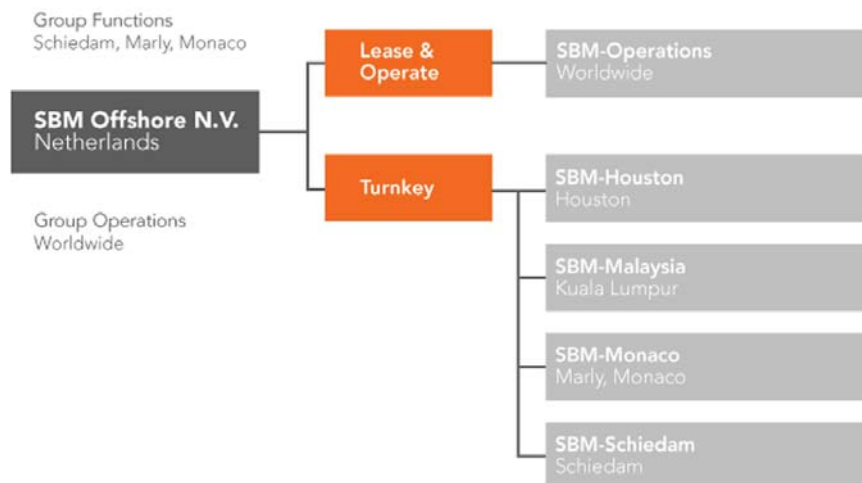 Group Functions
Schiedam, Marly, Monaco
SBM Offshore N.V.
Netherlands
Group Operations
Worldwide
Lease &
Operate
Turnkey
SBM-Operations
Worldwide
SBM-Houston
Houston
SBM-Malaysia
Kuala Lumpur
SBM-Monaco
Marly, Monaco
SBM-Schiedam
Schiedam